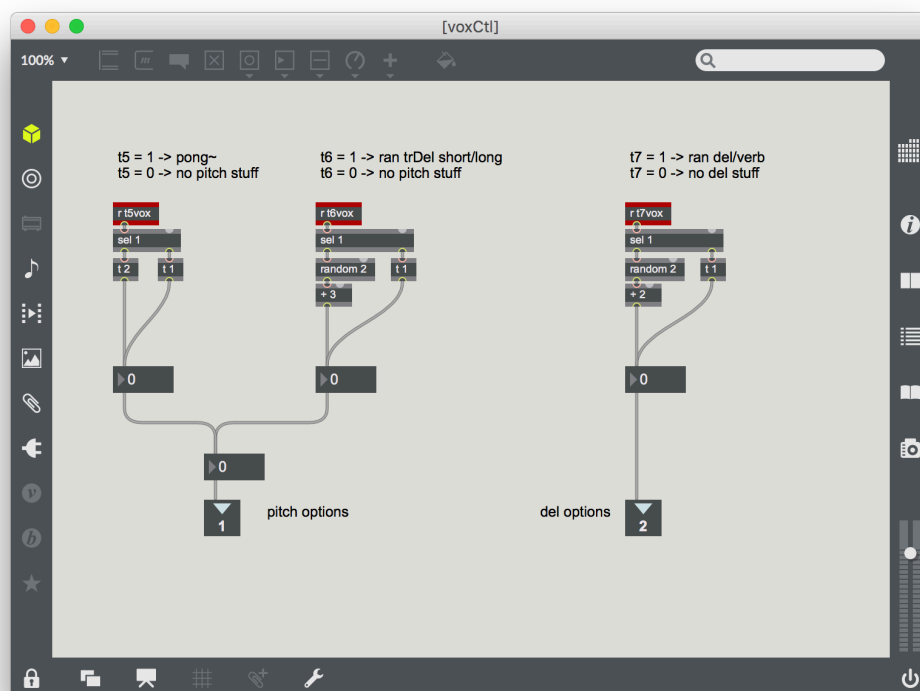 [voxCtl]
100%
t5 = 1 -> pong~
t5 = 0 -> no pitch stuff
t6 = 1 -> ran trDel short/long
t6 = 0 -> no pitch stuff
t7 = 1 -> ran del/verb
t7 = 0 -> no del stuff
r t5vox
r t6vox
r t7vox
sel 1
sel 1
sel 1
t 2
t 1
random 2
t 1
random 2
t 1
+ 3
+ 2
0
0
0
0
1
pitch options
del options
2